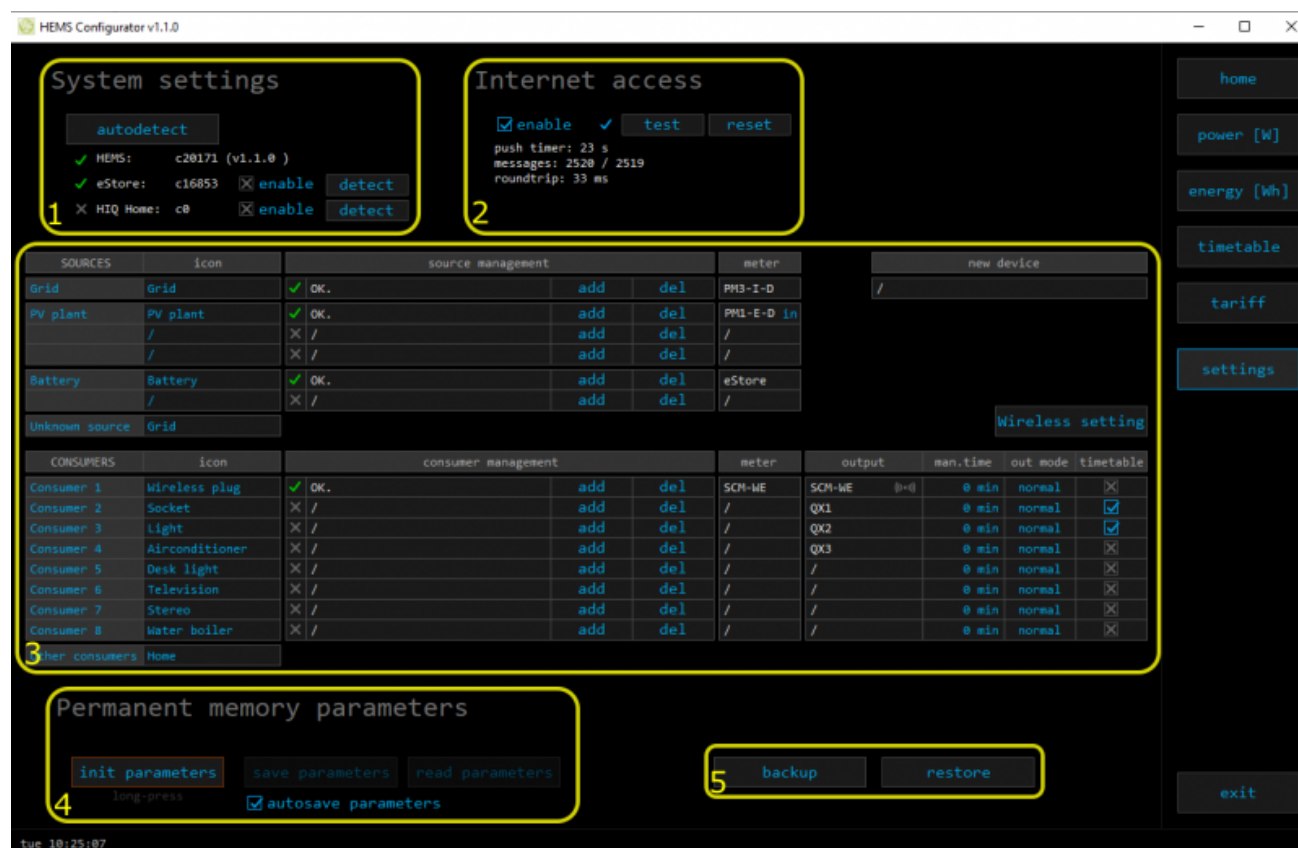 HEMS Configurator v1.1.0
System settings
autodetect
HEMS: c20171 (v1.1.0 )
eStore: c16853 enable detect
HIQ Home: c0 enable detect
1
Internet access
enable test reset
push timer: 23 s
messages: 2520 / 2519
roundtrip: 33 ms
2
home
power [W]
energy [Wh]
timetable
tariff
settings
exit
SOURCES icon source management meter new device
Grid Grid OK. add del PM3-I-D /
PV plant PV plant OK. add del PM1-E-D in
/ / add del /
/ / add del /
Battery Battery OK. add del eStore
/ / add del /
Unknown source Grid
Wireless setting
CONSUMERS icon consumer management meter output man.time out mode timetable
Consumer 1 Wireless plug OK. add del SCM-WE SCM-WE 0 min normal
Consumer 2 Socket / add del / QX1 0 min normal
Consumer 3 Light / add del / QX2 0 min normal
Consumer 4 Airconditioner / add del / QX3 0 min normal
Consumer 5 Desk light / add del / / 0 min normal
Consumer 6 Television / add del / / 0 min normal
Consumer 7 Stereo / add del / / 0 min normal
Consumer 8 Water boiler / add del / / 0 min normal
3 Other consumers Home
Permanent memory parameters
init parameters save parameters read parameters
long-press
autosave parameters
4
5
backup restore
tue 10:25:07